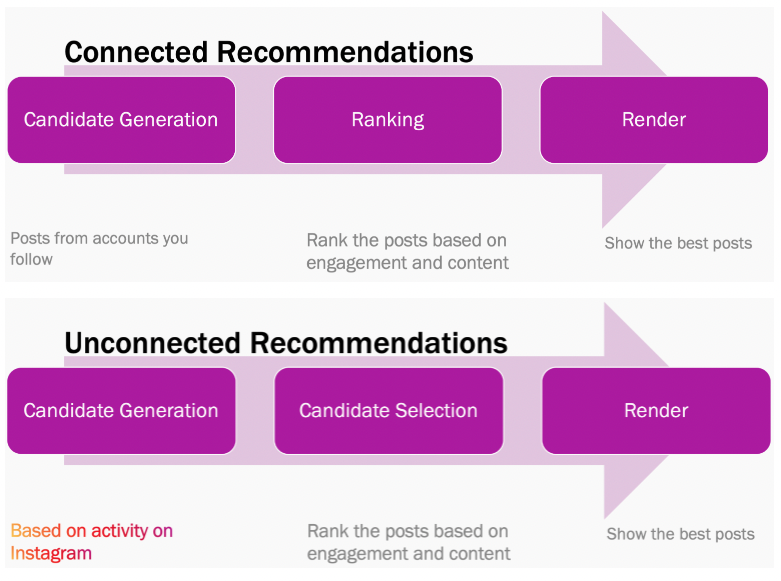 Connected Recommendations
Candidate Generation
Ranking
Render
Posts from accounts you
follow
Rank the posts based on
engagement and content
Show the best posts
Unconnected Recommendations
Candidate Generation
Candidate Selection
Render
Based on activity on
Instagram
Rank the posts based on
engagement and content
Show the best posts